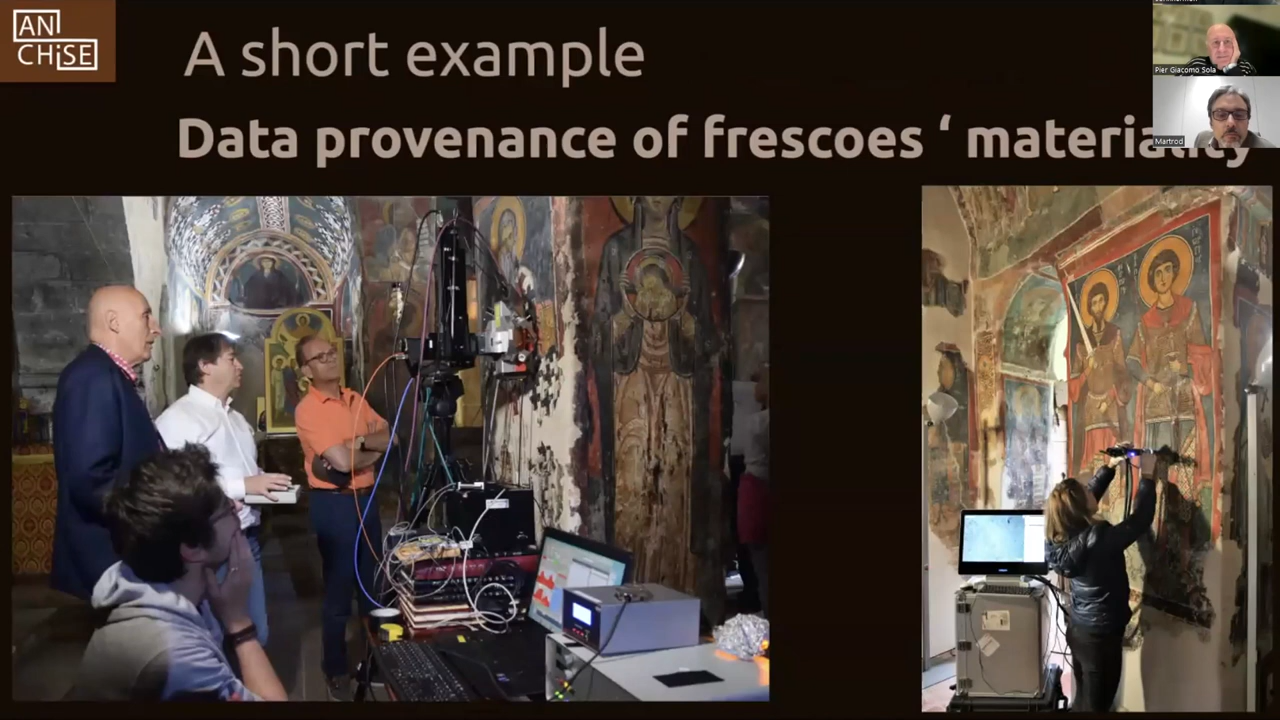 AN
CHiSE
A short example
Data provenance of frescoes ‘ materiality
Pier Giacomo Sola
Martrod